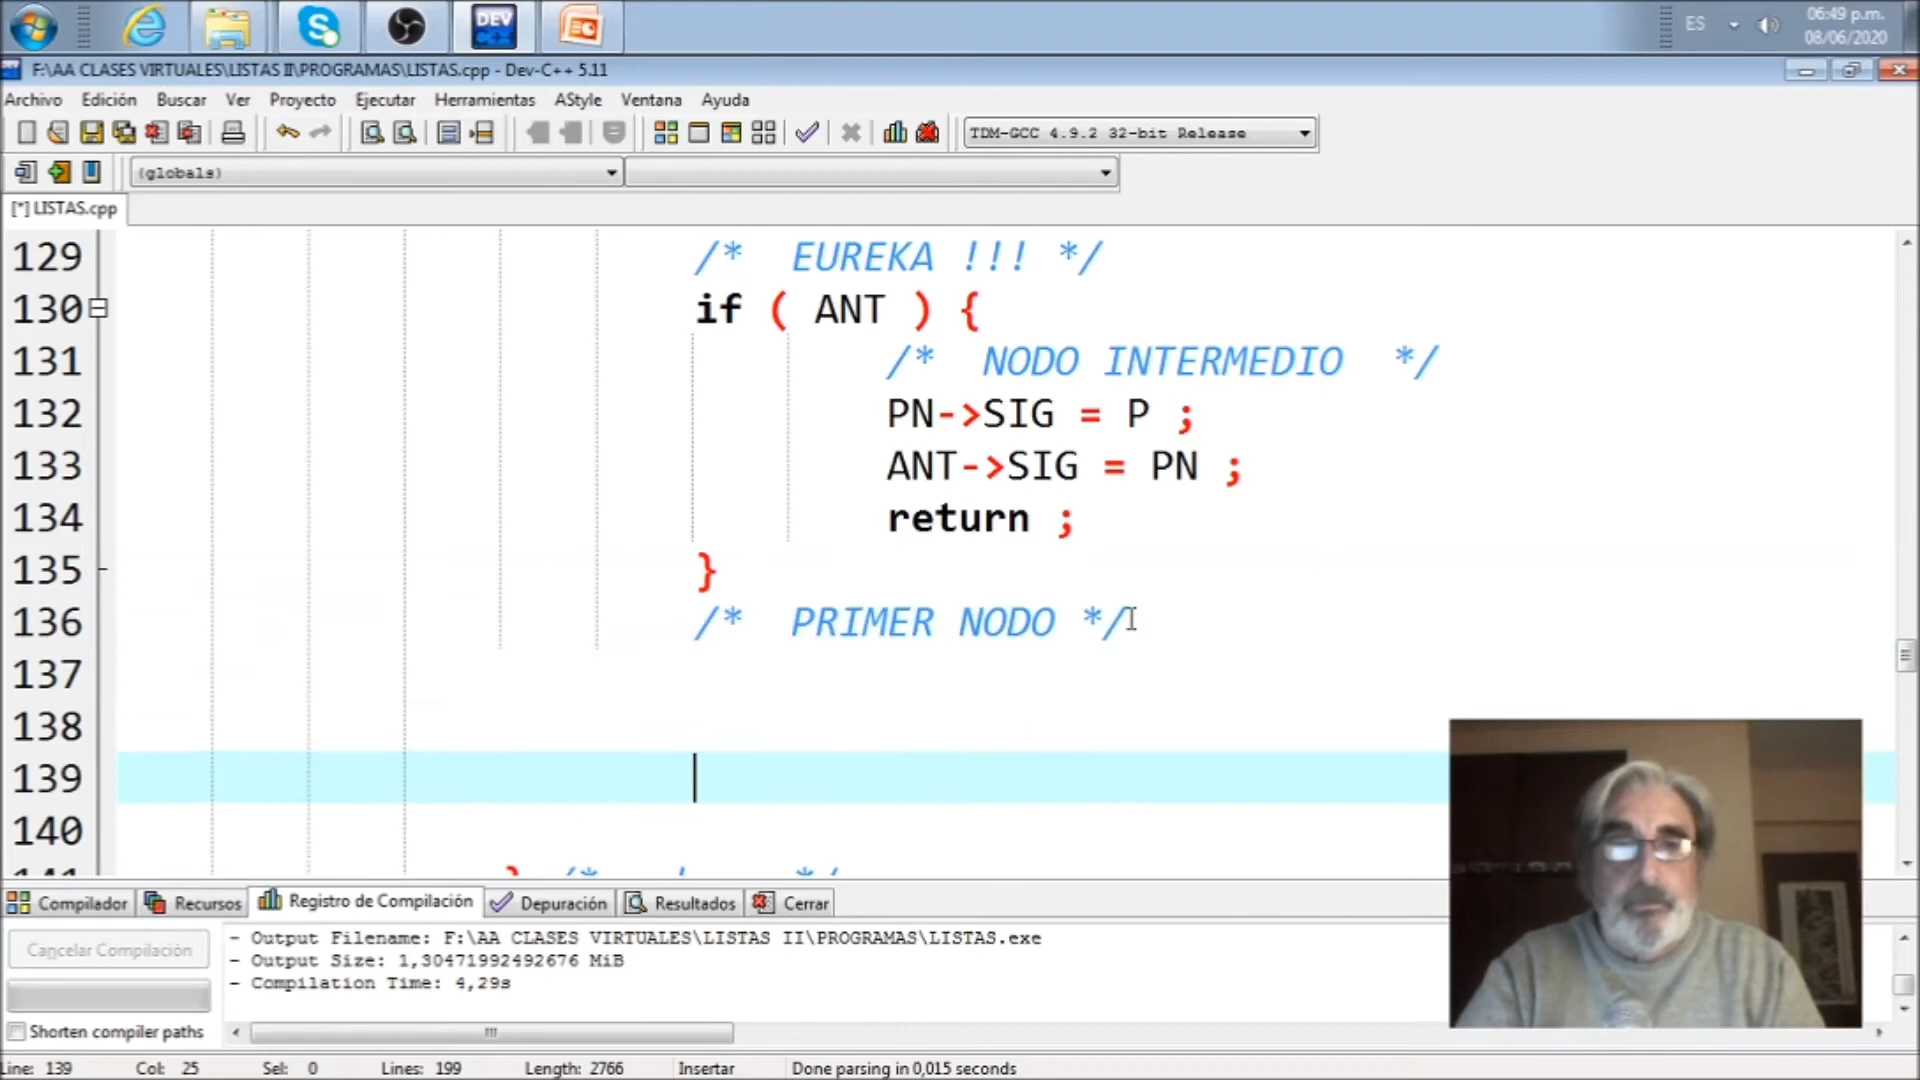 DEV
C++
ES
06:49 p.m.
08/06/2020
F:\AA CLASES VIRTUALES\LISTAS II\PROGRAMAS\LISTAS.cpp - Dev-C++ 5.11
Archivo Edición Buscar Ver Proyecto Ejecutar Herramientas AStyle Ventana Ayuda
TDM-GCC 4.9.2 32-bit Release
(globals)
[*] LISTAS.cpp
129 /* EUREKA !!! */
130 if ( ANT ) {
131 /* NODO INTERMEDIO */
132 PN->SIG = P ;
133 ANT->SIG = PN ;
134 return ;
135 }
136 /* PRIMER NODO */
137
138
139
140
Compilador Recursos Registro de Compilación Depuración Resultados Cerrar
Cancelar Compilación
Shorten compiler paths
- Output Filename: F:\AA CLASES VIRTUALES\LISTAS II\PROGRAMAS\LISTAS.exe
- Output Size: 1,30471992492676 MiB
- Compilation Time: 4,29s
Line: 139 Col: 25 Sel: 0 Lines: 199 Length: 2766 Insertar Done parsing in 0,015 seconds